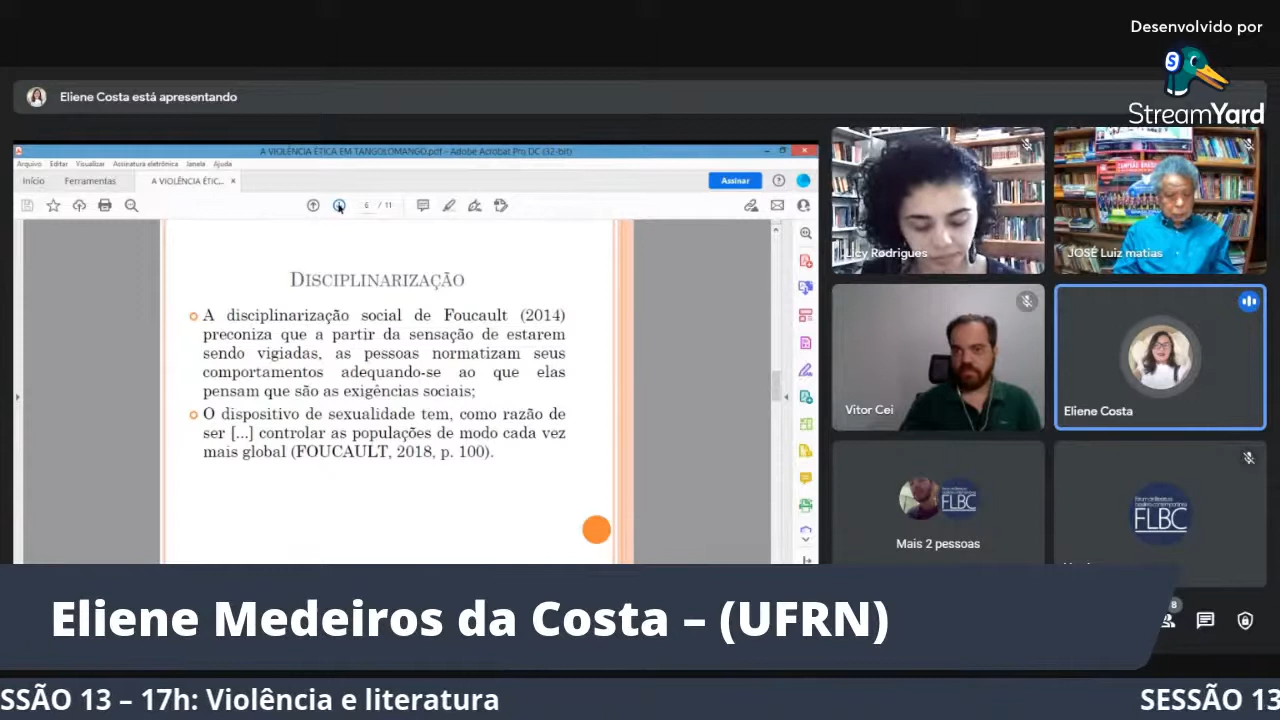 Desenvolvido por
StreamYard
Eliene Costa está apresentando
A VIOLÊNCIA ÉTICA EM TANGOLOMANGO.pdf - Adobe Acrobat Pro DC (32-bit)
Arquivo Editar Visualizar Assinatura eletrônica Janela Ajuda
Início Ferramentas A VIOLÊNCIA ÉTIC... × Assinar
6 / 11
DISCIPLINARIZAÇÃO
A disciplinarização social de Foucault (2014)
preconiza que a partir da sensação de estarem
sendo vigiadas, as pessoas normatizam seus
comportamentos adequando-se ao que elas
pensam que são as exigências sociais;
O dispositivo de sexualidade tem, como razão de
ser [...] controlar as populações de modo cada vez
mais global (FOUCAULT, 2018, p. 100).
Rodrigues
JOSÉ Luiz matias
Vitor Cei
Eliene Costa
Mais 2 pessoas
FLBC
FLBC
8
Eliene Medeiros da Costa – (UFRN)
SSÃO 13 – 17h: Violência e literatura
SESSÃO 13